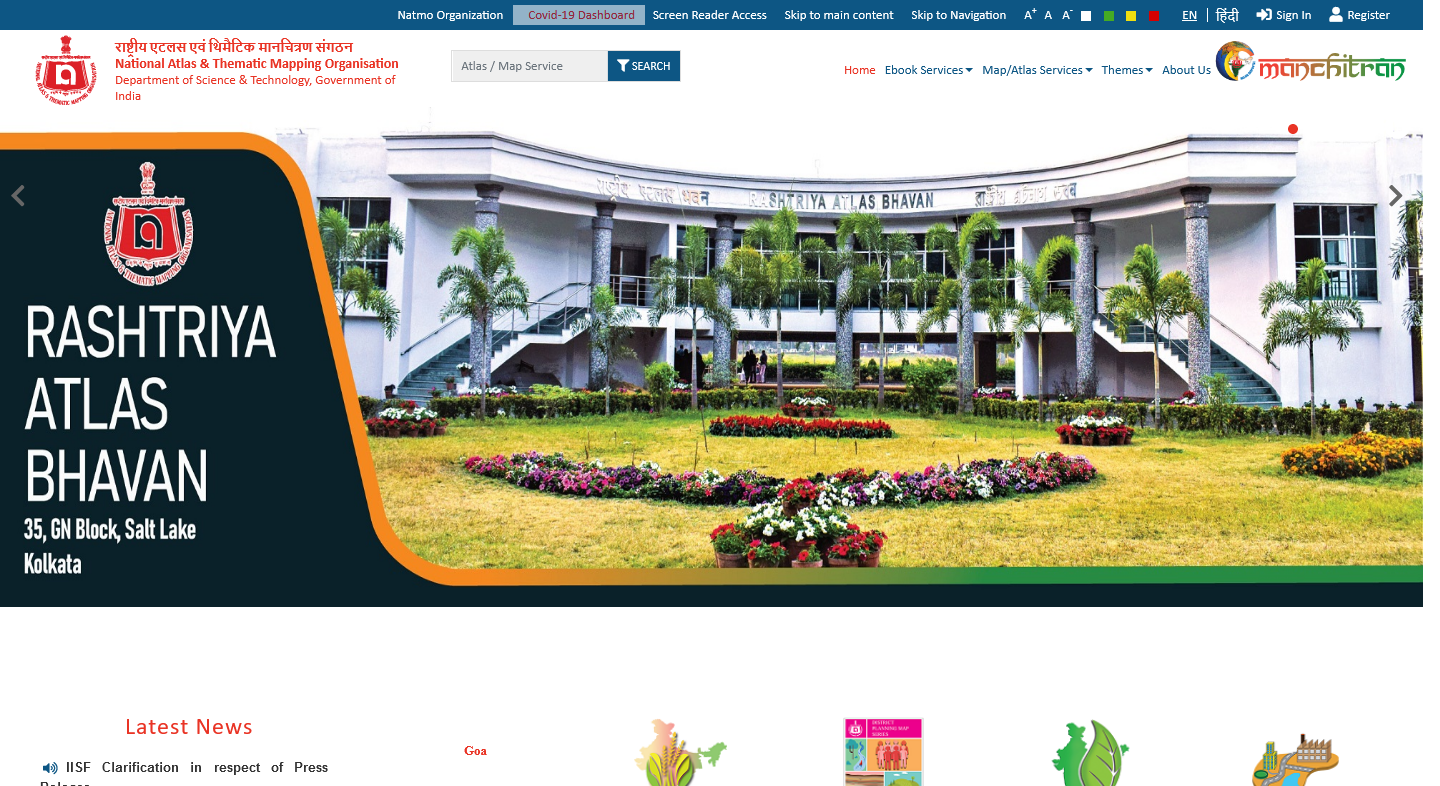 Natmo Organization Covid-19 Dashboard Screen Reader Access Skip to main content Skip to Navigation A+ A A- EN हिंदी Sign In Register
राष्ट्रीय एटलस एवं थिमैटिक मानचित्रण संगठन
National Atlas & Thematic Mapping Organisation
Department of Science & Technology, Government of
India
Atlas / Map Service SEARCH
Home Ebook Services Map/Atlas Services Themes About Us manchitran
RASHTRIYA ATLAS BHAVAN
RASHTRIYA
ATLAS
BHAVAN
35, GN Block, Salt Lake
Kolkata
Latest News
IISF Clarification in respect of Press
Goa
DISTRICT
PLANNING MAP
SERIES